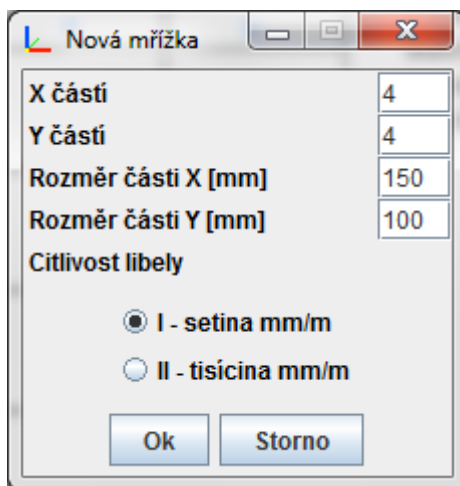 Nová mřížka
X částí 4
Y částí 4
Rozměr části X [mm] 150
Rozměr části Y [mm] 100
Citlivost libely
I - setina mm/m
II - tisícina mm/m
Ok Storno